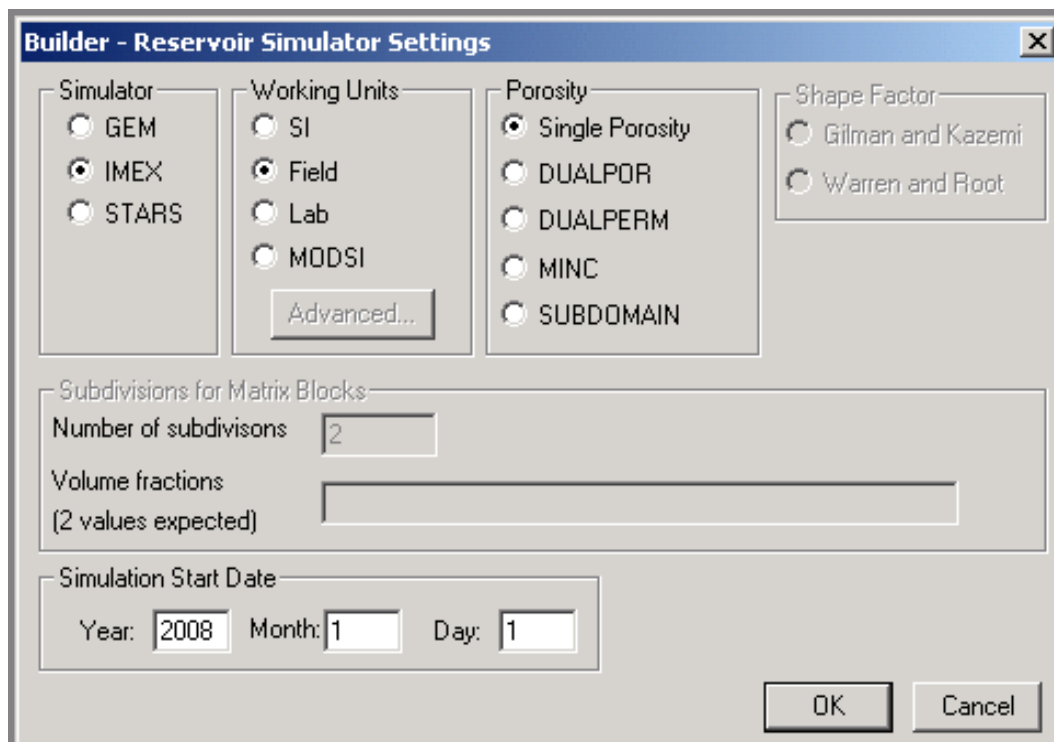 Builder - Reservoir Simulator Settings
Simulator
GEM
IMEX
STARS
Working Units
SI
Field
Lab
MODSI
Advanced...
Porosity
Single Porosity
DUALPOR
DUALPERM
MINC
SUBDOMAIN
Shape Factor
Gilman and Kazemi
Warren and Root
Subdivisions for Matrix Blocks
Number of subdivisons 2
Volume fractions
(2 values expected)
Simulation Start Date
Year: 2008 Month: 1 Day: 1
OK Cancel